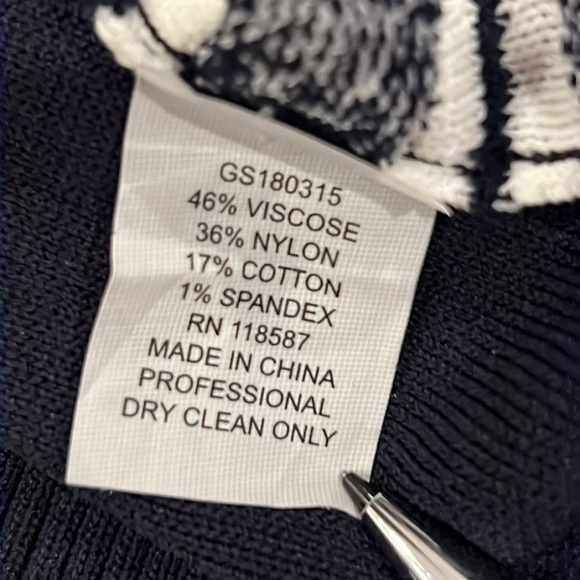 GS180315
46% VISCOSE
36% NYLON
17% COTTON
1% SPANDEX
RN 118587
MADE IN CHINA
PROFESSIONAL
DRY CLEAN ONLY